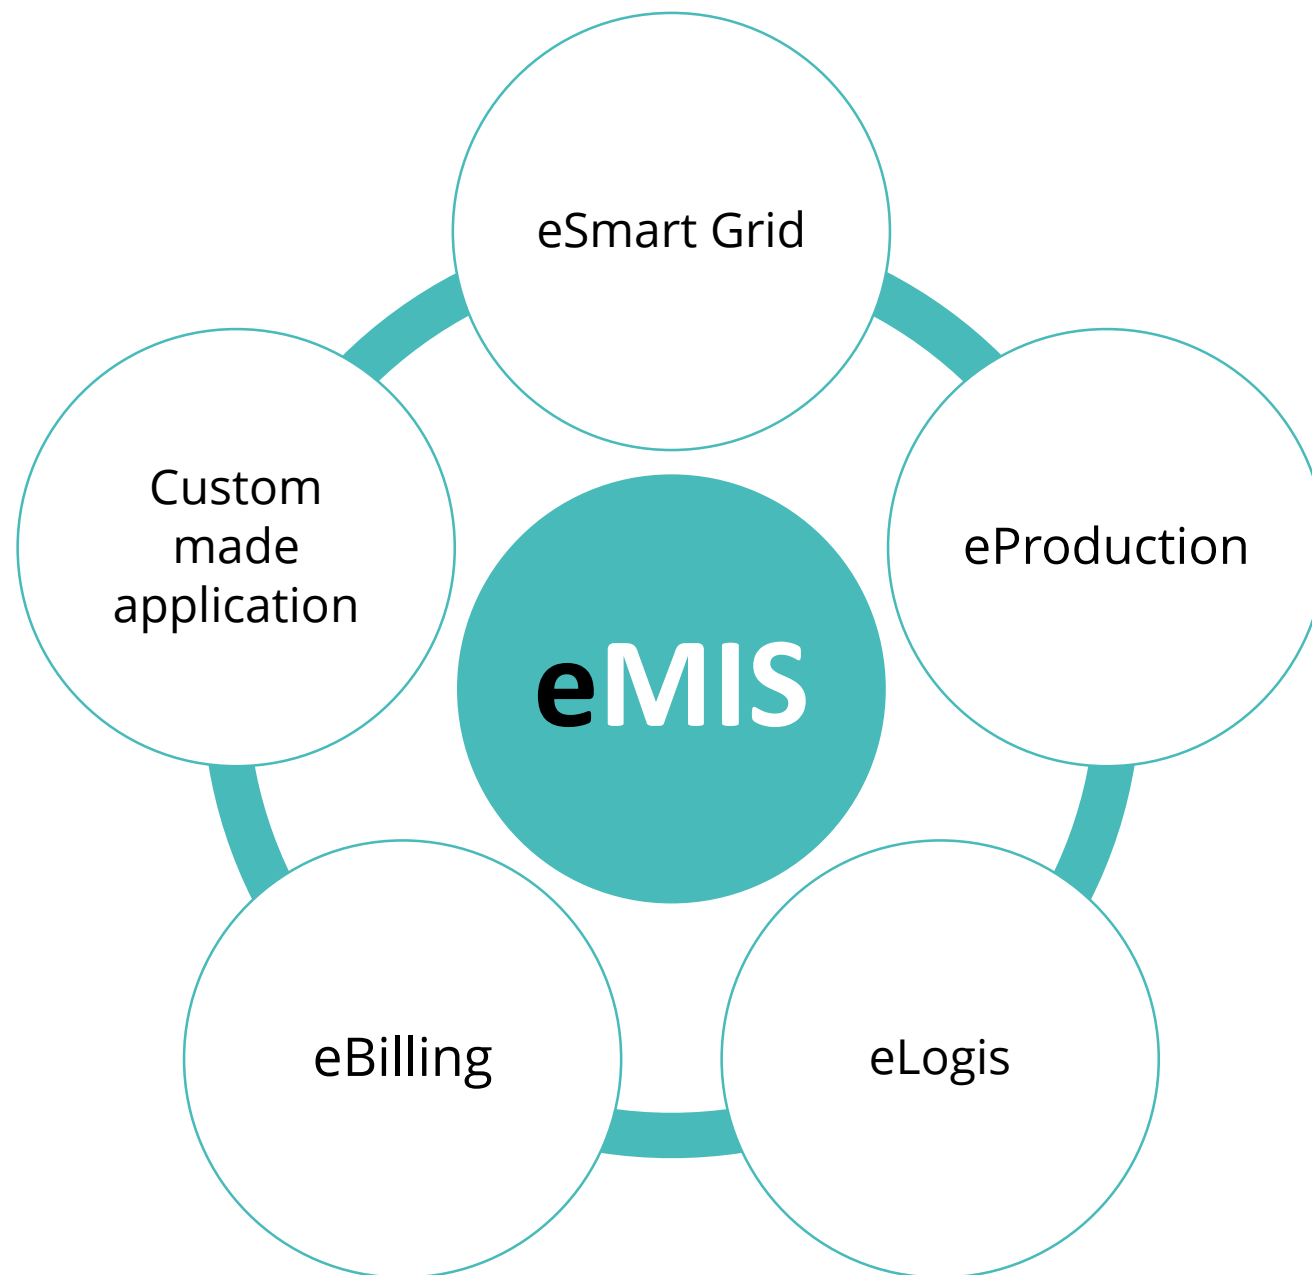 eSmart Grid
eProduction
eLogis
eBilling
Custom
made
application
eMIS